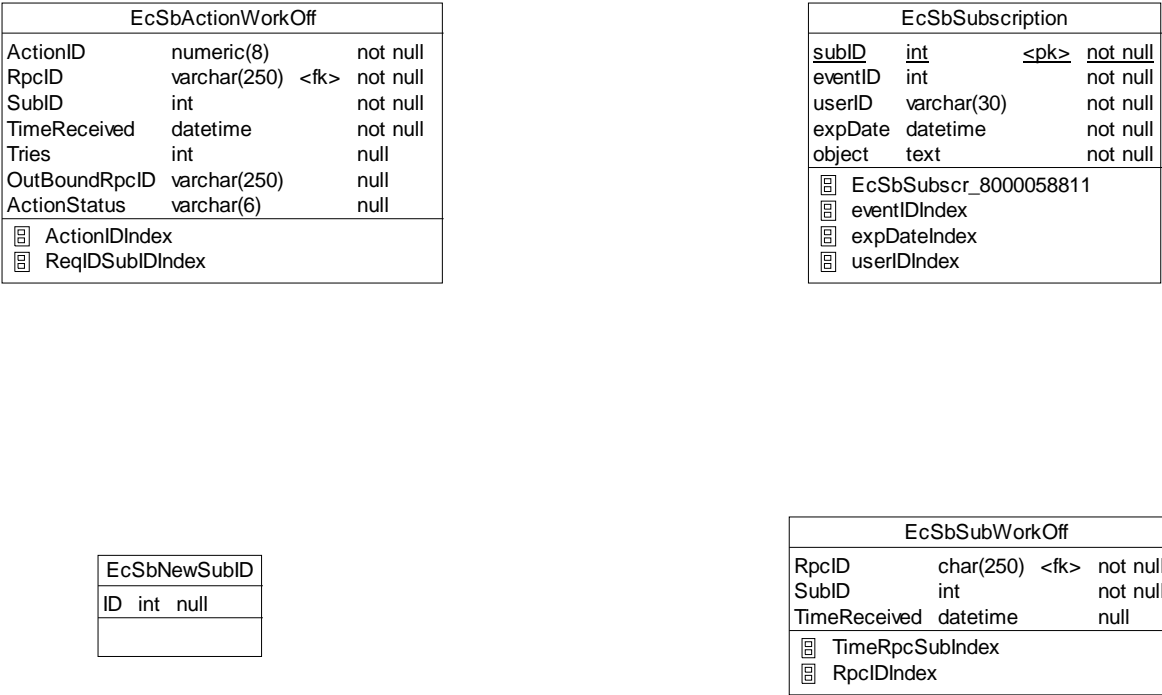 EcSbActionWorkOff
ActionID numeric(8) not null
RpcID varchar(250) <fk> not null
SubID int not null
TimeReceived datetime not null
Tries int null
OutBoundRpcID varchar(250) null
ActionStatus varchar(6) null
ActionIDIndex
ReqIDSubIDIndex
EcSbSubscription
subID int <pk> not null
eventID int not null
userID varchar(30) not null
expDate datetime not null
object text not null
EcSbSubscr_8000058811
eventIDIndex
expDateIndex
userIDIndex
EcSbNewSubID
ID int null
EcSbSubWorkOff
RpcID char(250) <fk> not null
SubID int not null
TimeReceived datetime null
TimeRpcSubIndex
RpcIDIndex